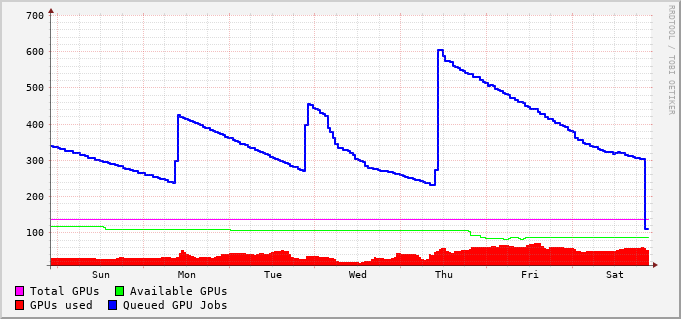 RRDTOOL / TOBI OETIKER
700
600
500
400
300
200
100
Sun Mon Tue Wed Thu Fri Sat
Total GPUs Available GPUs
GPUs used Queued GPU Jobs